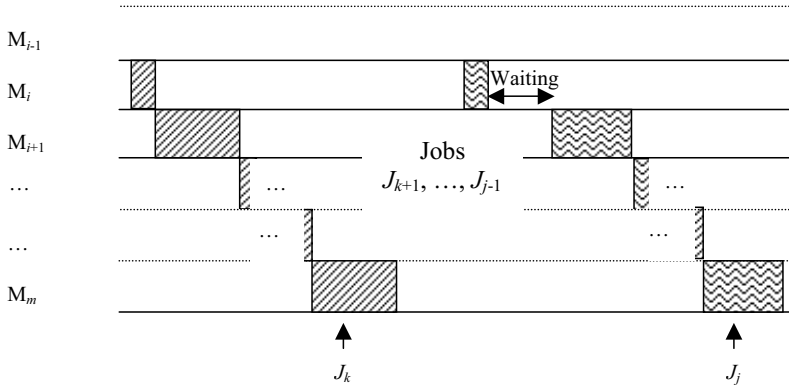 M_{i-1}
M_i Waiting
M_{i+1} Jobs
… … J_{k+1}, …, J_{j-1} …
… … …
M_m
J_k J_j